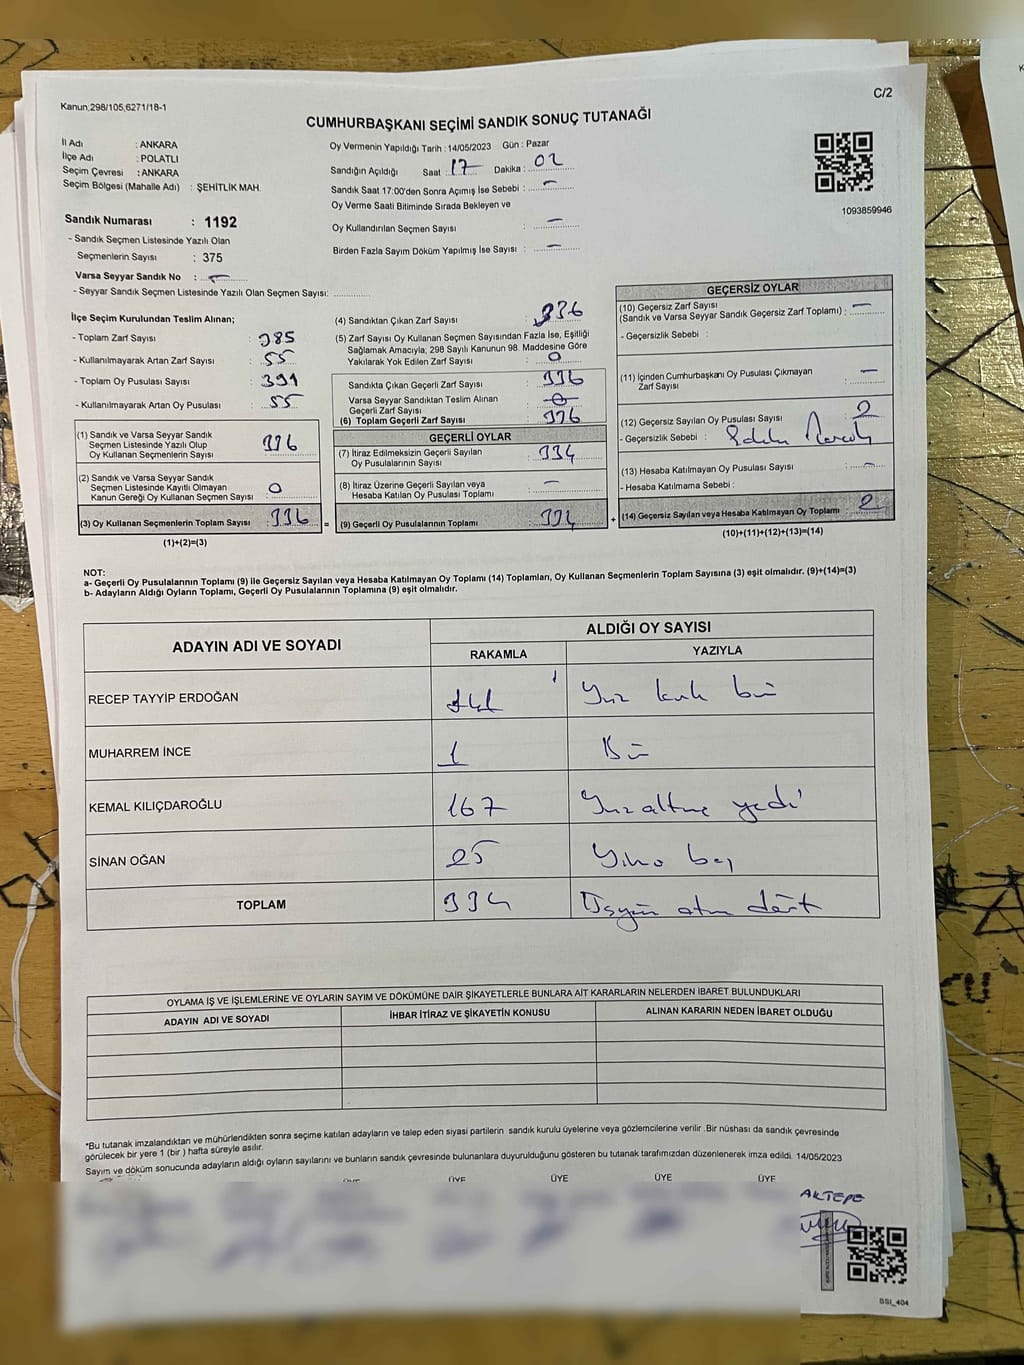 C/2
Kanun:298/105,6271/18-1
CUMHURBAŞKANI SEÇİMİ SANDIK SONUÇ TUTANAĞI
İl Adı : ANKARA
İlçe Adı : POLATLI
Seçim Çevresi : ANKARA
Seçim Bölgesi (Mahalle Adı) : ŞEHİTLİK MAH.
Sandık Numarası : 1192
- Sandık Seçmen Listesinde Yazılı Olan
Seçmenlerin Sayısı : 375
Varsa Seyyar Sandık No : -
- Seyyar Sandık Seçmen Listesinde Yazılı Olan Seçmen Sayısı:
Oy Vermenin Yapıldığı Tarih : 14/05/2023 Gün : Pazar
Sandığın Açıldığı Saat : 17 Dakika : 02
Sandık Saat 17:00'den Sonra Açımış İse Sebebi : -
Oy Verme Saati Bitiminde Sırada Bekleyen ve
Oy Kullandırılan Seçmen Sayısı : -
Birden Fazla Sayım Döküm Yapılmış İse Sayısı : -
1093859946
İlçe Seçim Kurulundan Teslim Alınan;
- Toplam Zarf Sayısı : 385
- Kullanılmayarak Artan Zarf Sayısı : 55
- Toplam Oy Pusulası Sayısı : 391
- Kullanılmayarak Artan Oy Pusulası : 55
(1) Sandık ve Varsa Seyyar Sandık
Seçmen Listesinde Yazılı Olup
Oy Kullanan Seçmenlerin Sayısı : 336
(2) Sandık ve Varsa Seyyar Sandık
Seçmen Listesinde Kayıtlı Olmayan
Kanun Gereği Oy Kullanan Seçmen Sayısı : 0
(3) Oy Kullanan Seçmenlerin Toplam Sayısı : 336 =
(1)+(2)=(3)
(4) Sandıktan Çıkan Zarf Sayısı : 336
(5) Zarf Sayısı Oy Kullanan Seçmen Sayısından Fazla İse, Eşitliği
Sağlamak Amacıyla, 298 Sayılı Kanunun 98. Maddesine Göre
Yakılarak Yok Edilen Zarf Sayısı : 0
Sandıkta Çıkan Geçerli Zarf Sayısı : 336
Varsa Seyyar Sandıktan Teslim Alınan
Geçerli Zarf Sayısı : 0
(6) Toplam Geçerli Zarf Sayısı : 336
GEÇERLİ OYLAR
(7) İtiraz Edilmeksizin Geçerli Sayılan
Oy Pusulasının Sayısı : 334
(8) İtiraz Üzerine Geçerli Sayılan veya
Hesaba Katılan Oy Pusulası Toplamı : -
(9) Geçerli Oy Pusulalarının Toplamı : 334 +
GEÇERSİZ OYLAR
(10) Geçersiz Zarf Sayısı
(Sandık ve Varsa Seyyar Sandık Geçersiz Zarf Toplamı) : -
- Geçersizlik Sebebi :
(11) İçinden Cumhurbaşkanı Oy Pusulası Çıkmayan
Zarf Sayısı : -
(12) Geçersiz Sayılan Oy Pusulası Sayısı : 2
- Geçersizlik Sebebi :
(13) Hesaba Katılmayan Oy Pusulası Sayısı : -
- Hesaba Katılmama Sebebi :
(14) Geçersiz Sayılan veya Hesaba Katılmayan Oy Toplamı : 2
(10)+(11)+(12)+(13)=(14)
NOT:
a- Geçerli Oy Pusulalarının Toplamı (9) ile Geçersiz Sayılan veya Hesaba Katılmayan Oy Toplamı (14) Toplamları, Oy Kullanan Seçmenlerin Toplam Sayısına (3) eşit olmalıdır. (9)+(14)=(3)
b- Adayların Aldığı Oyların Toplamı, Geçerli Oy Pusulalarının Toplamına (9) eşit olmalıdır.
ADAYIN ADI VE SOYADI ALDIĞI OY SAYISI
RAKAMLA YAZIYLA
RECEP TAYYİP ERDOĞAN 141 Yüz kırk bir
MUHARREM İNCE 1 Bir
KEMAL KILIÇDAROĞLU 167 Yüz altmış yedi
SİNAN OĞAN 25 Yirmi beş
TOPLAM 334 Üçyüz otuz dört
OYLAMA İŞ VE İŞLEMLERİNE VE OYLARIN SAYIM VE DÖKÜMÜNE DAİR ŞİKAYETLERLE BUNLARA AİT KARARLARIN NELERDEN İBARET BULUNDUKLARI
ADAYIN ADI VE SOYADI İHBAR İTİRAZ VE ŞİKAYETİN KONUSU ALINAN KARARIN NEDEN İBARET OLDUĞU
*Bu tutanak imzalandıktan ve mühürlendikten sonra seçime katılan adayların ve talep eden siyasi partilerin sandık kurulu üyelerine veya gözlemcilerine verilir .Bir nüshası da sandık çevresinde
görülecek bir yere 1 (bir ) hafta süreyle asılır.
Sayım ve döküm sonucunda adayların aldığı oyların sayılarını ve bunların sandık çevresinde bulunanlara duyurulduğunu gösteren bu tutanak tarafımızdan düzenlenerek imza edildi. 14/05/2023
ÜYE ÜYE ÜYE ÜYE ÜYE
AKTEPE
BSI_404